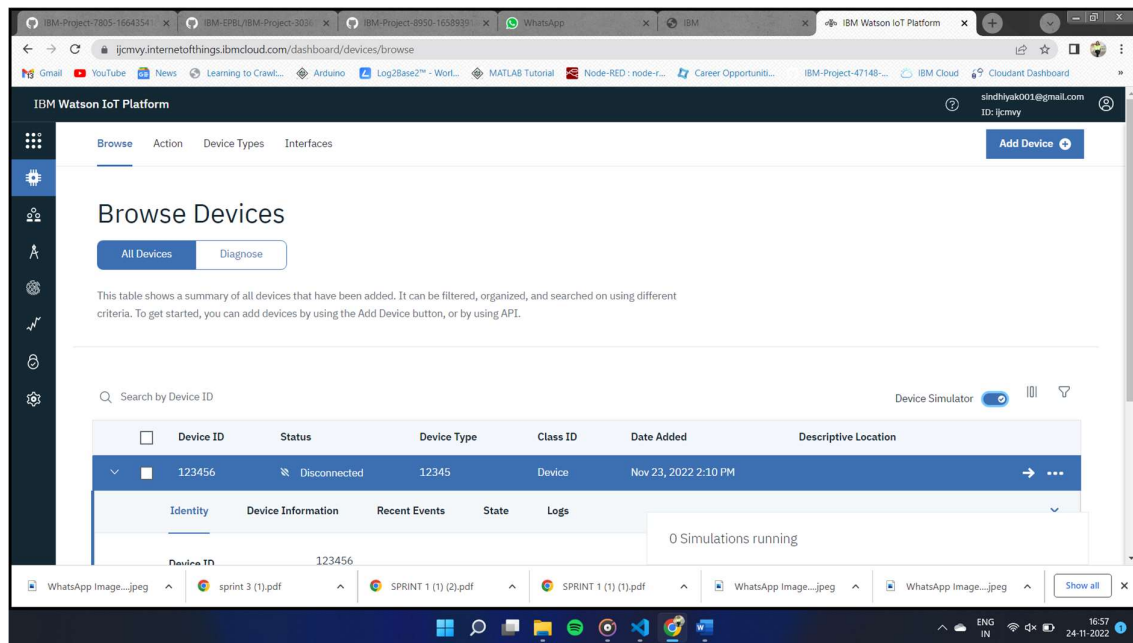 IBM-Project-7805-16643541 IBM-EPBL/IBM-Project-3036 IBM-Project-8950-1658939 WhatsApp IBM IBM Watson IoT Platform
ijcmvy.internetofthings.ibmcloud.com/dashboard/devices/browse
Gmail YouTube News Learning to Crawl:... Arduino Log2Base2™ - Worl... MATLAB Tutorial Node-RED : node-r... Career Opportuniti... IBM-Project-47148-... IBM Cloud Cloudant Dashboard
IBM Watson IoT Platform
sindhiyak001@gmail.com
ID: ijcmvy
Browse Action Device Types Interfaces Add Device
Browse Devices
All Devices Diagnose
This table shows a summary of all devices that have been added. It can be filtered, organized, and searched on using different
criteria. To get started, you can add devices by using the Add Device button, or by using API.
Search by Device ID Device Simulator
Device ID Status Device Type Class ID Date Added Descriptive Location
123456 Disconnected 12345 Device Nov 23, 2022 2:10 PM
Identity Device Information Recent Events State Logs
0 Simulations running
Device ID 123456
WhatsApp Image....jpeg sprint 3 (1).pdf SPRINT 1 (1) (2).pdf SPRINT 1 (1) (1).pdf WhatsApp Image....jpeg WhatsApp Image....jpeg Show all
ENG
IN
16:57
24-11-2022
1